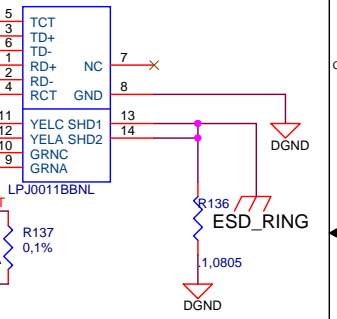 5 TCT
3 TD+
6 TD-
1 RD+ NC 7
2 RD-
4 RCT GND 8
11 YELC SHD1 13
12 YELA SHD2 14
10 GRNC
9 GRNA
LPJ0011BBNL
DGND
R136
ESD_RING
R137
0,1%
.1,0805
DGND